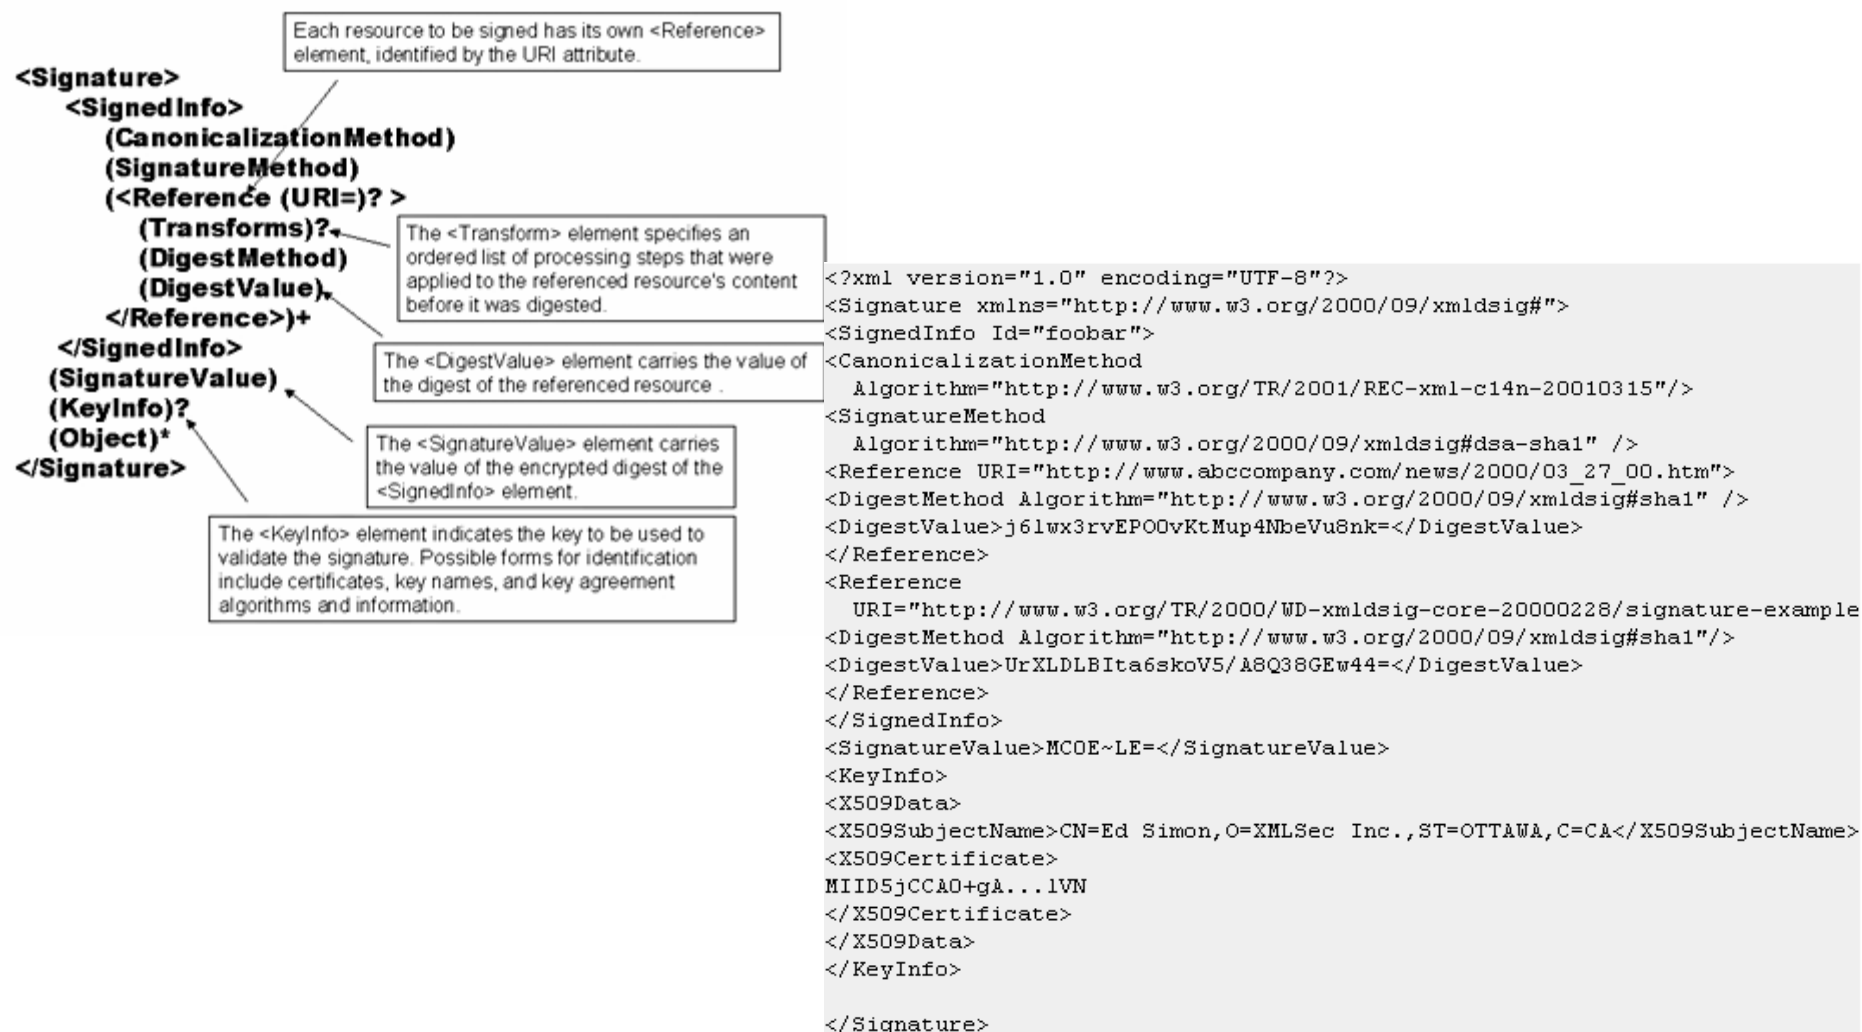 Each resource to be signed has its own <Reference>
element, identified by the URI attribute.
<Signature>
<SignedInfo>
(CanonicalizationMethod)
(SignatureMethod)
(<Reference (URI=)? >
(Transforms)?
(DigestMethod)
(DigestValue)
</Reference>)+
</SignedInfo>
(SignatureValue)
(KeyInfo)?
(Object)*
</Signature>
The <Transform> element specifies an
ordered list of processing steps that were
applied to the referenced resource's content
before it was digested.
The <DigestValue> element carries the value of
the digest of the referenced resource .
The <SignatureValue> element carries
the value of the encrypted digest of the
<SignedInfo> element.
The <KeyInfo> element indicates the key to be used to
validate the signature. Possible forms for identification
include certificates, key names, and key agreement
algorithms and information.
<?xml version="1.0" encoding="UTF-8"?>
<Signature xmlns="http://www.w3.org/2000/09/xmldsig#">
<SignedInfo Id="foobar">
<CanonicalizationMethod
Algorithm="http://www.w3.org/TR/2001/REC-xml-c14n-20010315"/>
<SignatureMethod
Algorithm="http://www.w3.org/2000/09/xmldsig#dsa-sha1" />
<Reference URI="http://www.abccompany.com/news/2000/03_27_00.htm">
<DigestMethod Algorithm="http://www.w3.org/2000/09/xmldsig#sha1" />
<DigestValue>j6lwx3rvEPO0vKtMup4NbeVu8nk=</DigestValue>
</Reference>
<Reference
URI="http://www.w3.org/TR/2000/WD-xmldsig-core-20000228/signature-example
<DigestMethod Algorithm="http://www.w3.org/2000/09/xmldsig#sha1"/>
<DigestValue>UrXLDLBIta6skoV5/A8Q38GEw44=</DigestValue>
</Reference>
</SignedInfo>
<SignatureValue>MC0E~LE=</SignatureValue>
<KeyInfo>
<X509Data>
<X509SubjectName>CN=Ed Simon,O=XMLSec Inc.,ST=OTTAWA,C=CA</X509SubjectName>
<X509Certificate>
MIID5jCCA0+gA...lVN
</X509Certificate>
</X509Data>
</KeyInfo>
</Signature>